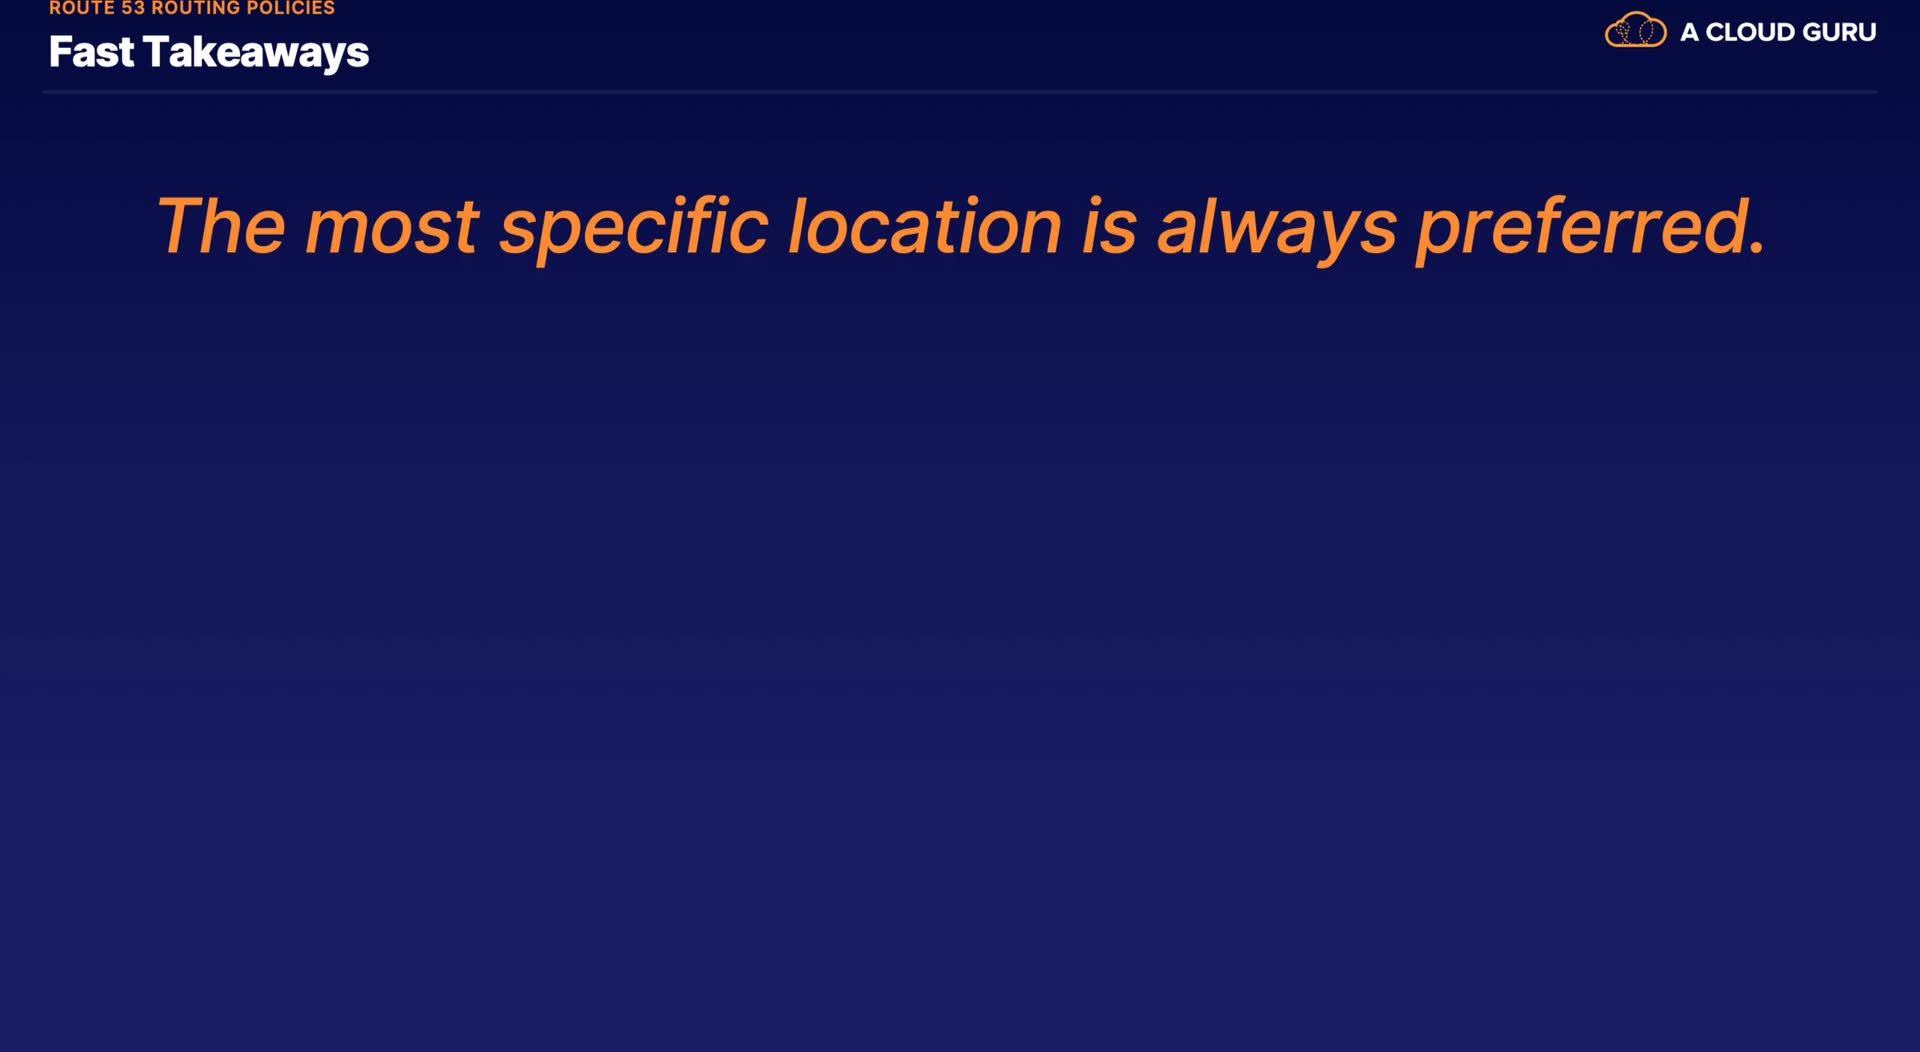 ROUTE 53 ROUTING POLICIES
Fast Takeaways
A CLOUD GURU
The most specific location is always preferred.